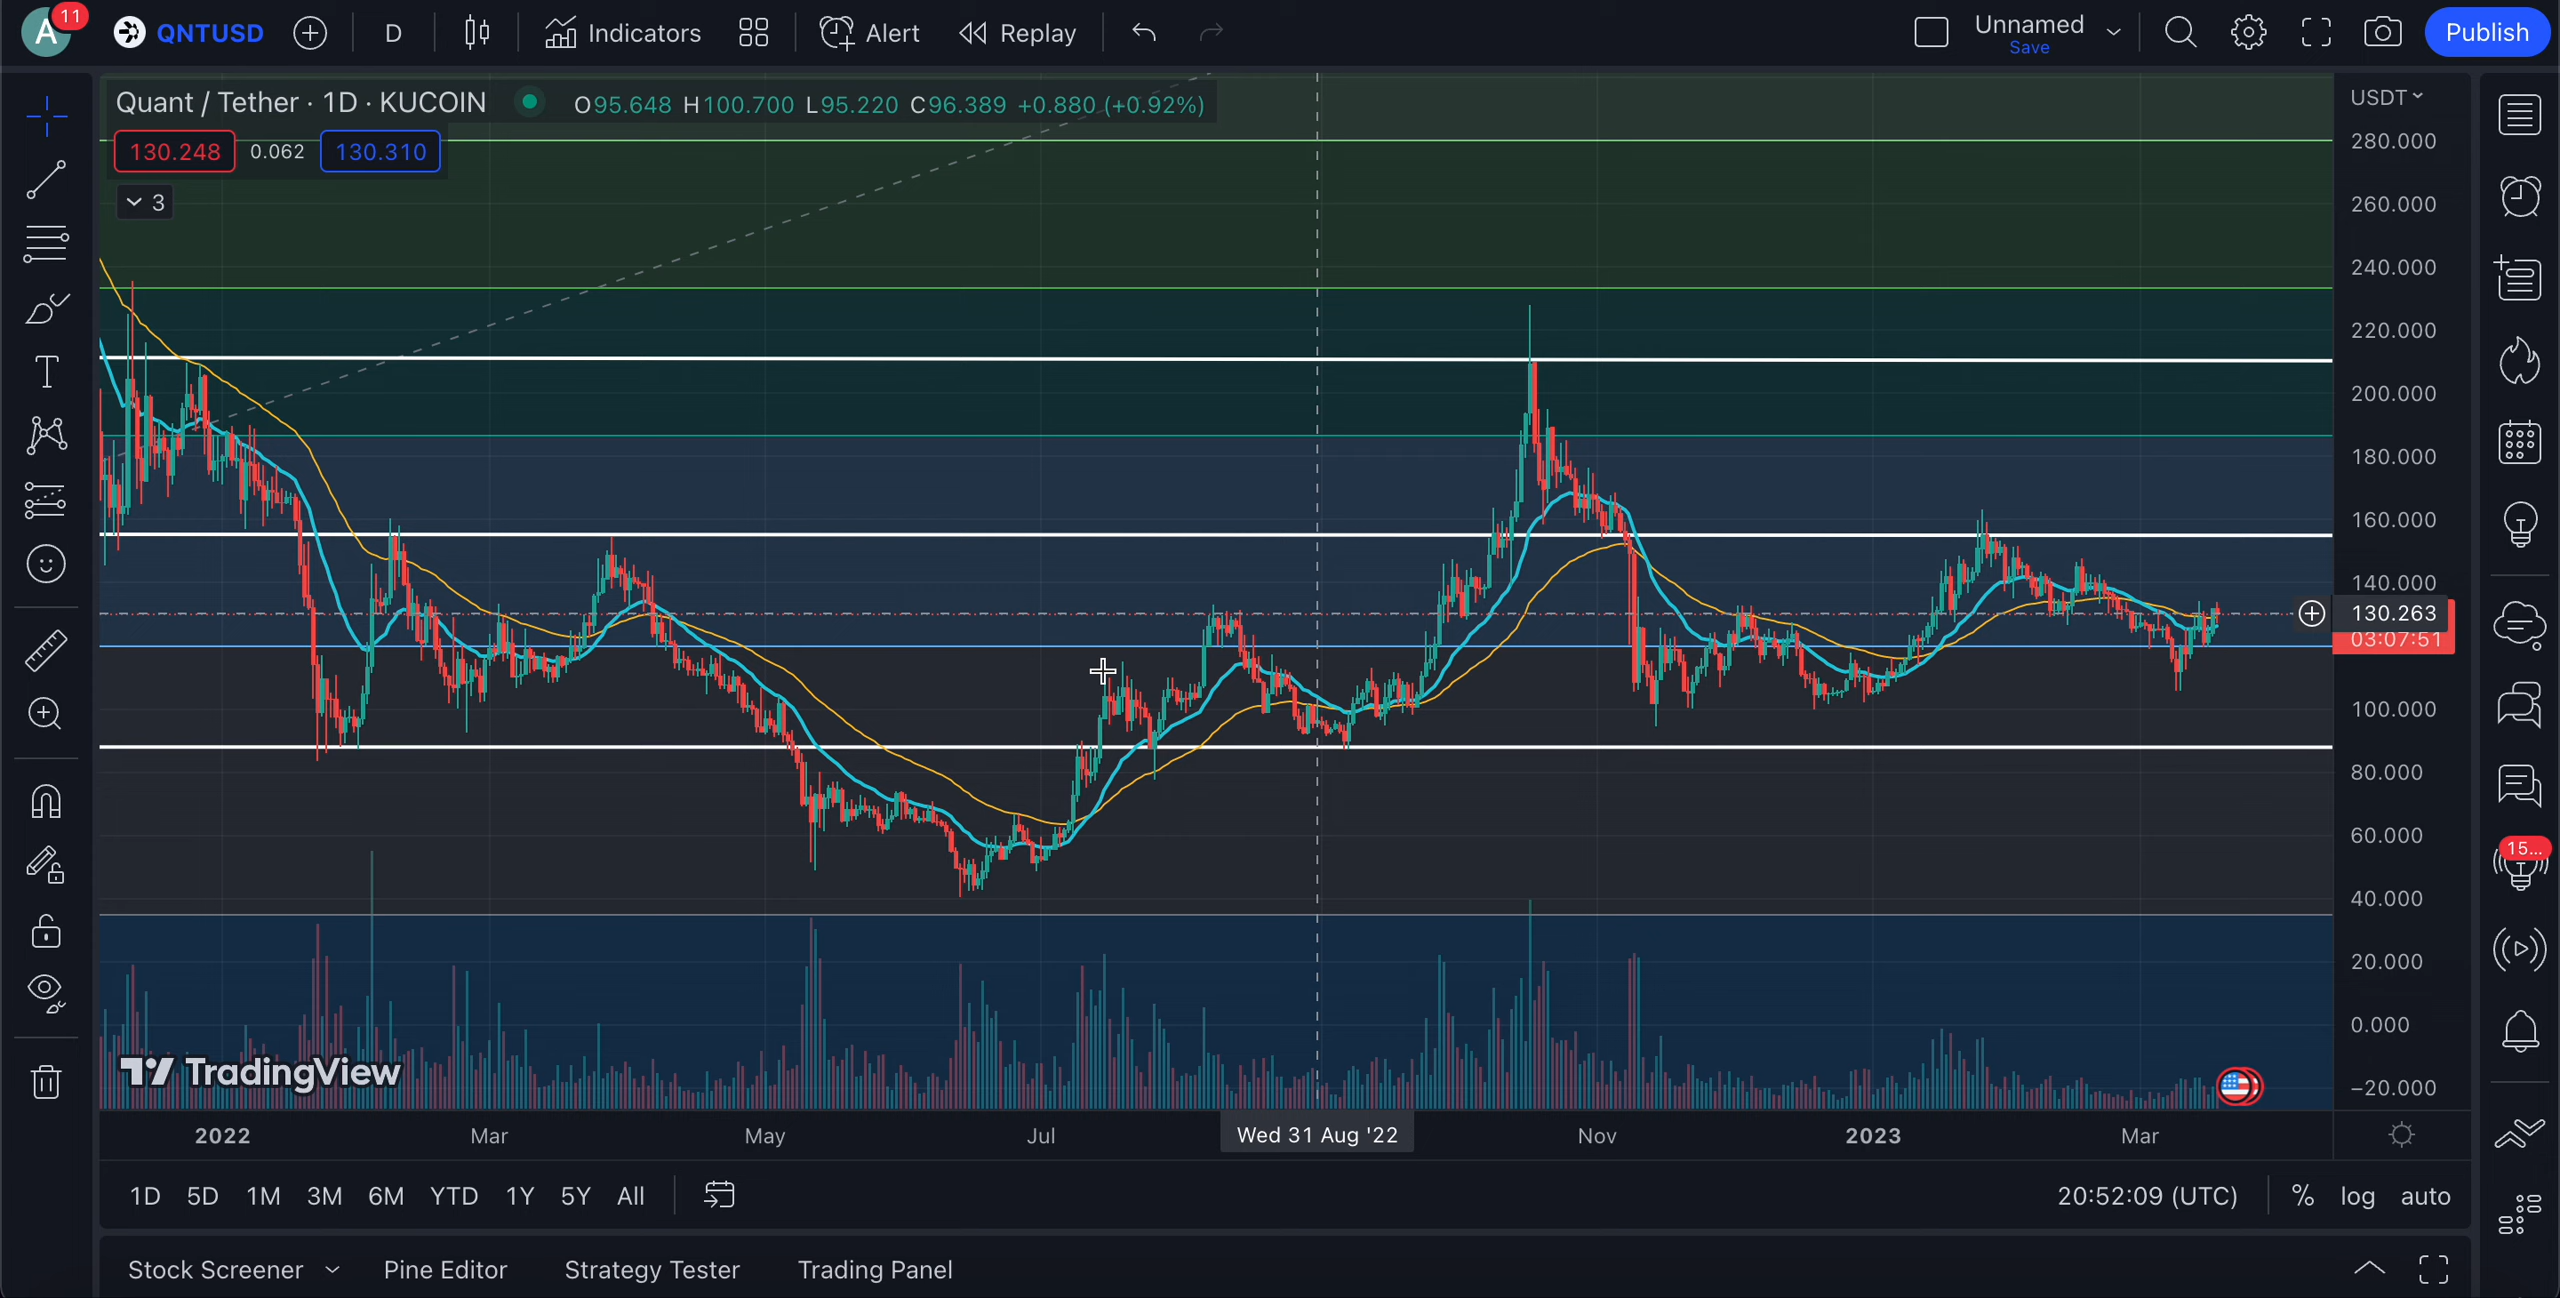 A 11 QNTUSD D Indicators Alert Replay Unnamed Save Publish
Quant / Tether · 1D · KUCOIN O95.648 H100.700 L95.220 C96.389 +0.880 (+0.92%)
USDT
130.248 0.062 130.310
3
280.000
260.000
240.000
220.000
200.000
180.000
160.000
140.000
130.263
03:07:51
100.000
80.000
60.000
40.000
20.000
0.000
−20.000
15...
TradingView
2022 Mar May Jul Wed 31 Aug '22 Nov 2023 Mar
1D 5D 1M 3M 6M YTD 1Y 5Y All 20:52:09 (UTC) % log auto
Stock Screener Pine Editor Strategy Tester Trading Panel